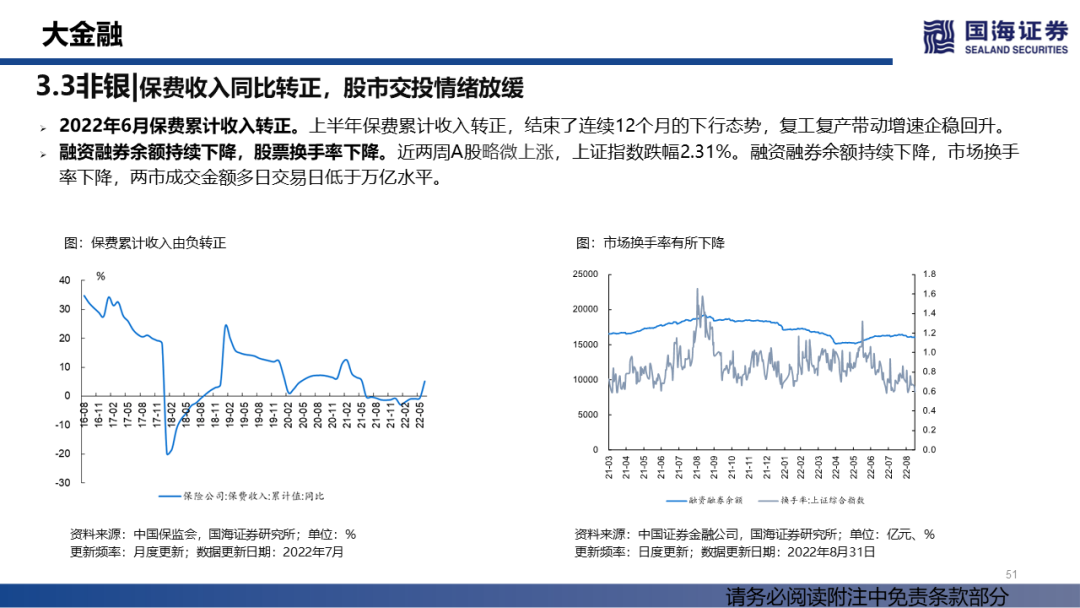 大金融
国海证券
SEALAND SECURITIES
3.3非银|保费收入同比转正，股市交投情绪放缓
➢ 2022年6月保费累计收入转正。上半年保费累计收入转正，结束了连续12个月的下行态势，复工复产带动增速企稳回升。
➢ 融资融券余额持续下降，股票换手率下降。近两周A股略微上涨，上证指数跌幅2.31%。融资融券余额持续下降，市场换手
率下降，两市成交金额多日交易日低于万亿水平。
图：保费累计收入由负转正
%
40
30
20
10
0
-10
-20
-30
16-08 16-11 17-02 17-05 17-08 17-11 18-02 18-05 18-08 18-11 19-02 19-05 19-08 19-11 20-02 20-05 20-08 20-11 21-02 21-05 21-08 21-11 22-02 22-05
保险公司:保费收入:累计值:同比
资料来源：中国保监会，国海证券研究所；单位：%
更新频率：月度更新；数据更新日期：2022年7月
图：市场换手率有所下降
25000
20000
15000
10000
5000
0
1.8
1.6
1.4
1.2
1.0
0.8
0.6
0.4
0.2
0.0
21-03 21-04 21-05 21-06 21-07 21-08 21-09 21-10 21-11 21-12 22-01 22-02 22-03 22-04 22-05 22-06 22-07 22-08
融资融券余额 换手率:上证综合指数
资料来源：中国证券金融公司，国海证券研究所；单位：亿元、%
更新频率：日度更新；数据更新日期：2022年8月31日
51
请务必阅读附注中免责条款部分